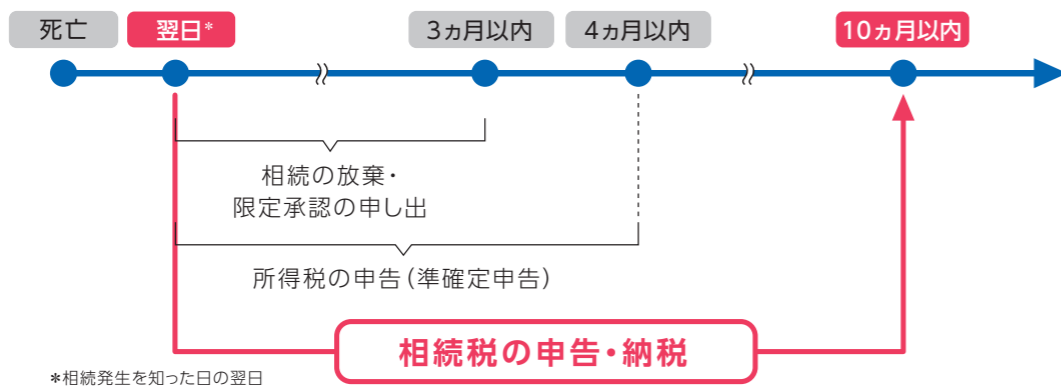 死亡
翌日*
3ヵ月以内
4ヵ月以内
10ヵ月以内
相続の放棄・
限定承認の申し出
所得税の申告(準確定申告)
相続税の申告・納税
*相続発生を知った日の翌日